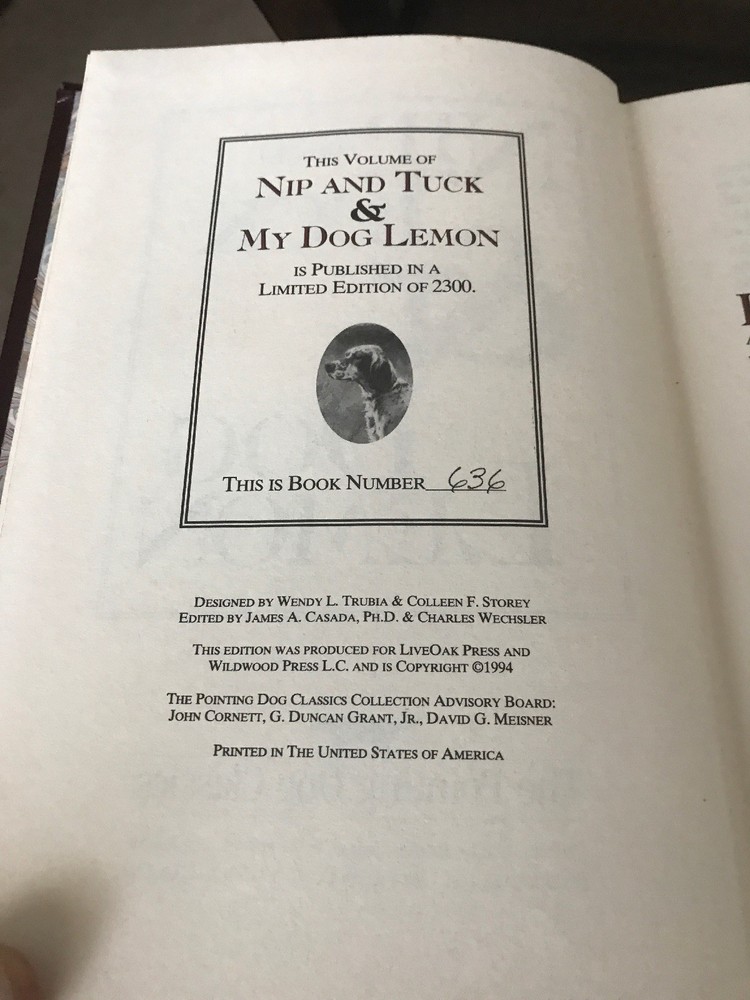 This Volume of
Nip and Tuck
&
My Dog Lemon
is Published in a
Limited Edition of 2300.
This is Book Number 636
Designed by Wendy L. Trubia & Colleen F. Storey
Edited by James A. Casada, Ph.D. & Charles Wechsler
This edition was produced for LiveOak Press and
Wildwood Press L.C. and is Copyright ©1994
The Pointing Dog Classics Collection Advisory Board:
John Cornett, G. Duncan Grant, Jr., David G. Meisner
Printed in The United States of America